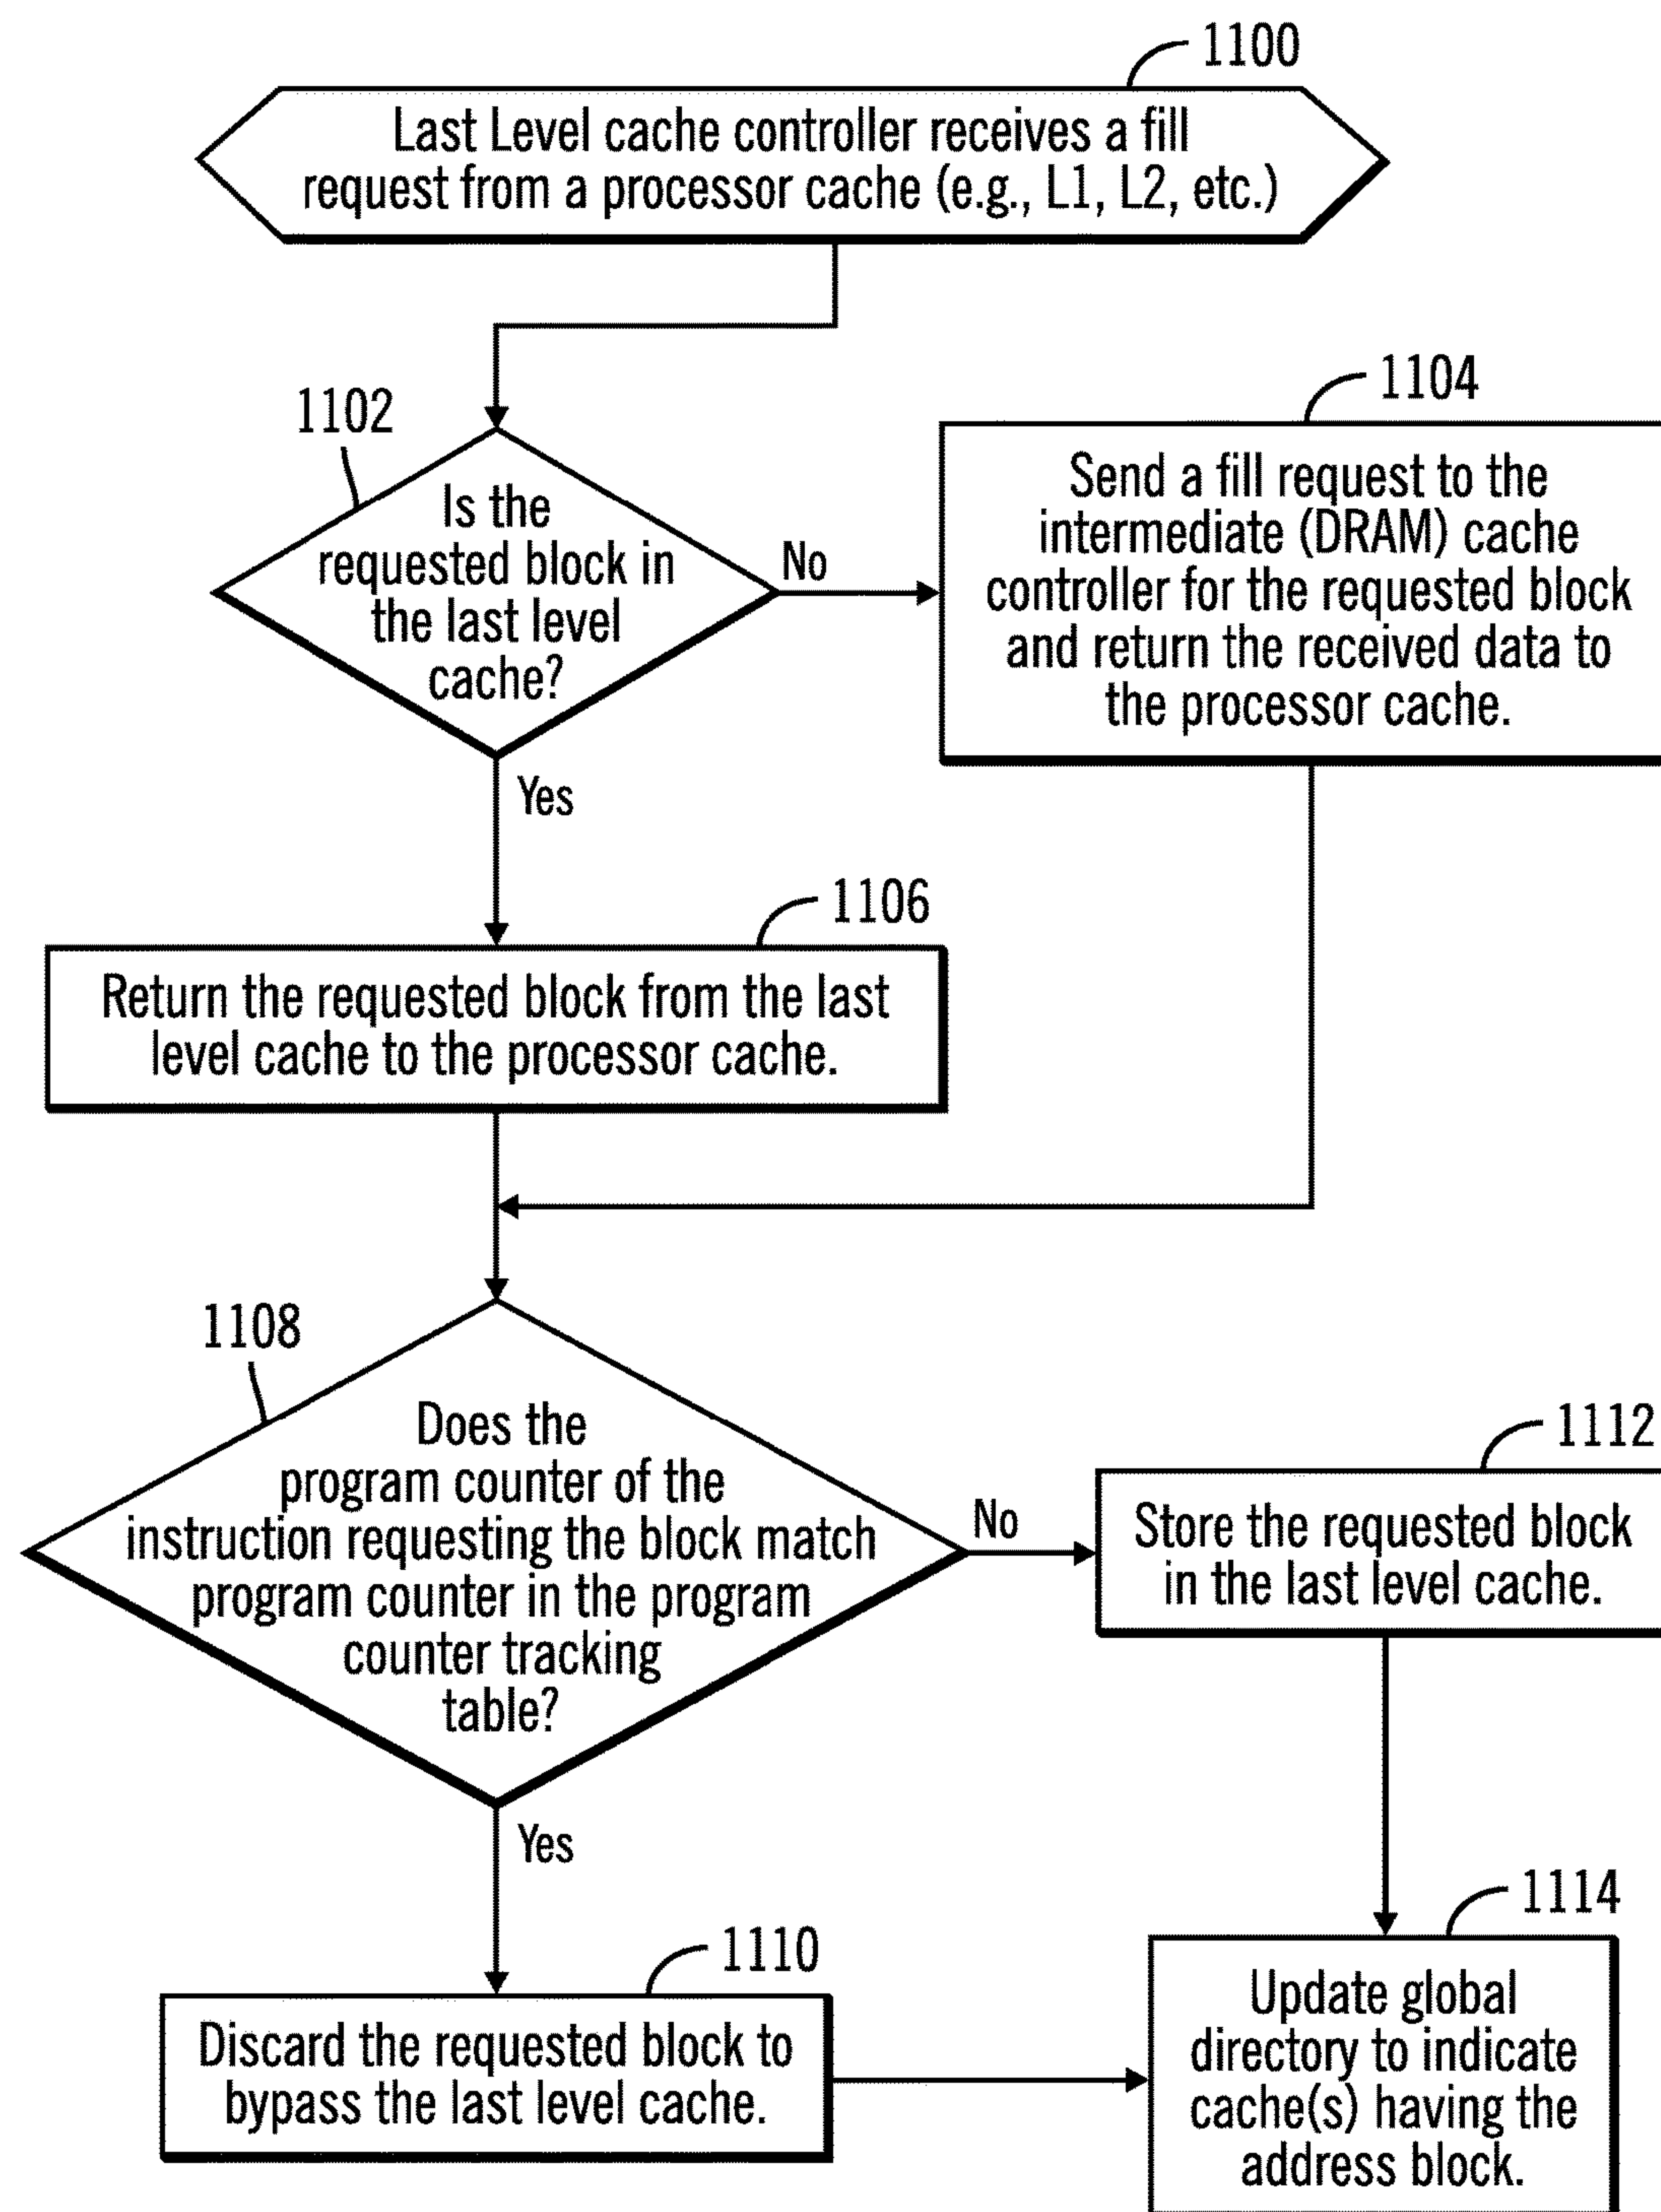 1100
Last Level cache controller receives a fill
request from a processor cache (e.g., L1, L2, etc.)
1102
Is the
requested block in
the last level
cache?
No
Yes
1104
Send a fill request to the
intermediate (DRAM) cache
controller for the requested block
and return the received data to
the processor cache.
1106
Return the requested block from the last
level cache to the processor cache.
1108
Does the
program counter of the
instruction requesting the block match
program counter in the program
counter tracking
table?
No
Yes
1112
Store the requested block
in the last level cache.
1110
Discard the requested block to
bypass the last level cache.
1114
Update global
directory to indicate
cache(s) having the
address block.